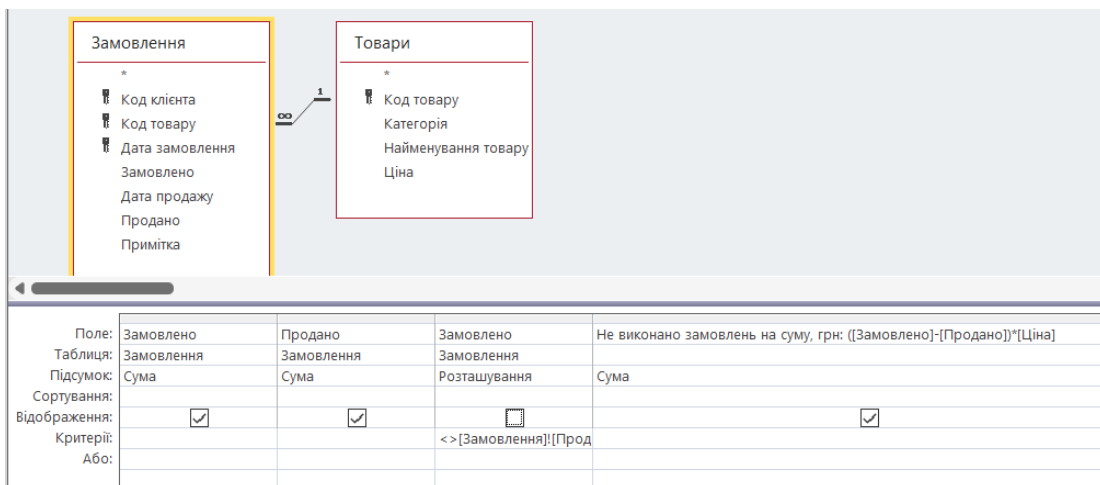 Замовлення
*
Код клієнта
Код товару
Дата замовлення
Замовлено
Дата продажу
Продано
Примітка
∞
1
Товари
*
Код товару
Категорія
Найменування товару
Ціна
Поле: Замовлено Продано Замовлено Не виконано замовлень на суму, грн: ([Замовлено]-[Продано])*[Ціна]
Таблиця: Замовлення Замовлення Замовлення
Підсумок: Сума Сума Розташування Сума
Сортування:
Відображення:
Критерії: <>[Замовлення]![Прод
Або: